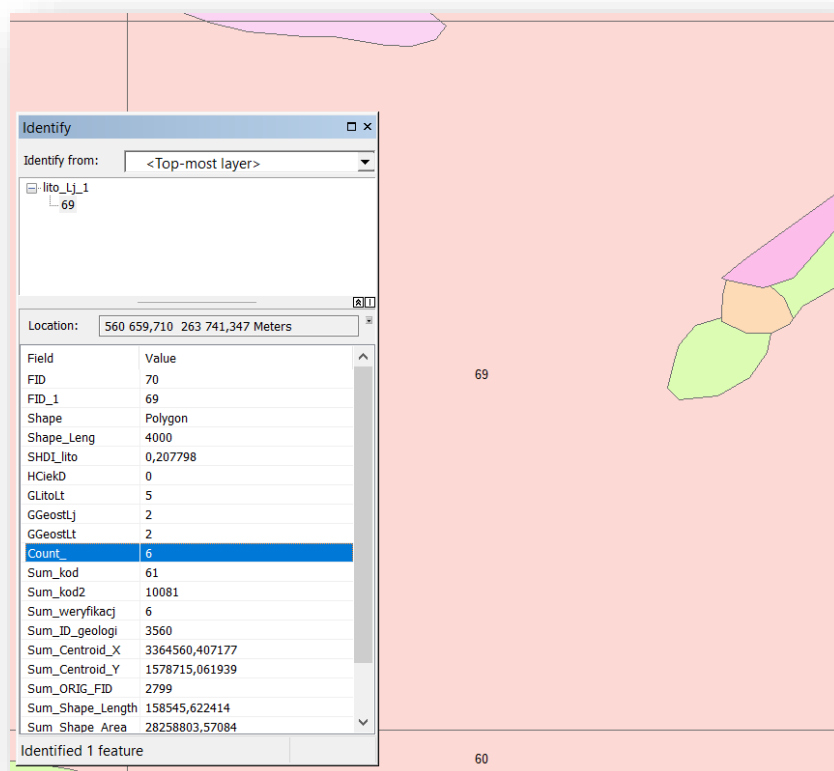 Identify
Identify from: <Top-most layer>
lito_Lj_1
69
Location: 560 659,710 263 741,347 Meters
Field Value
FID 70
FID_1 69
Shape Polygon
Shape_Leng 4000
SHDI_lito 0,207798
HCiekD 0
GLitoLt 5
GGeostLj 2
GGeostLt 2
Count_ 6
Sum_kod 61
Sum_kod2 10081
Sum_weryfikacj 6
Sum_ID_geologi 3560
Sum_Centroid_X 3364560,407177
Sum_Centroid_Y 1578715,061939
Sum_ORIG_FID 2799
Sum_Shape_Length 158545,622414
Sum_Shape_Area 28258803,57084
Identified 1 feature
69
60